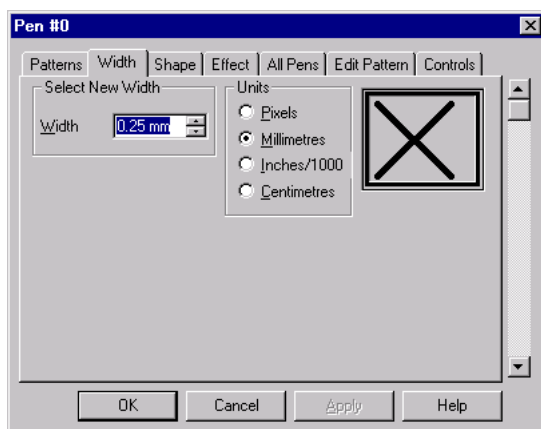 Pen #0
Patterns Width Shape Effect All Pens Edit Pattern Controls
Select New Width
Width 0.25 mm
Units
Pixels
Millimetres
Inches/1000
Centimetres
OK Cancel Apply Help